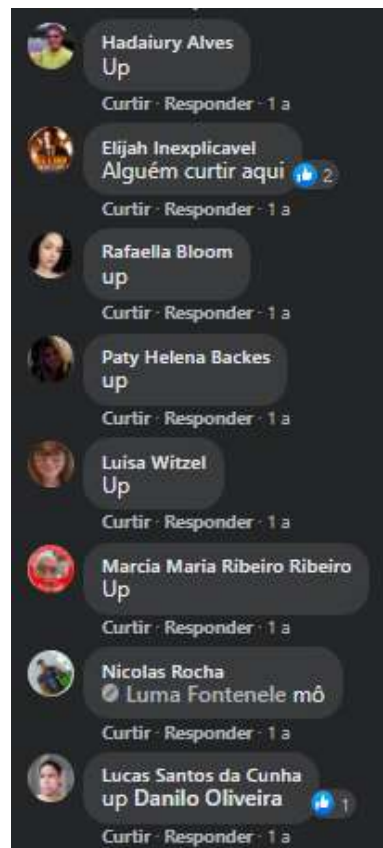 Hadaiury Alves
Up
Curtir · Responder · 1 a
Elijah Inexplicavel
Alguém curtir aqui 2
Curtir · Responder · 1 a
Rafaella Bloom
up
Curtir · Responder · 1 a
Paty Helena Backes
up
Curtir · Responder · 1 a
Luisa Witzel
Up
Curtir · Responder · 1 a
Marcia Maria Ribeiro Ribeiro
Up
Curtir · Responder · 1 a
Nicolas Rocha
Luma Fontenele mô
Curtir · Responder · 1 a
Lucas Santos da Cunha
up Danilo Oliveira 1
Curtir · Responder · 1 a